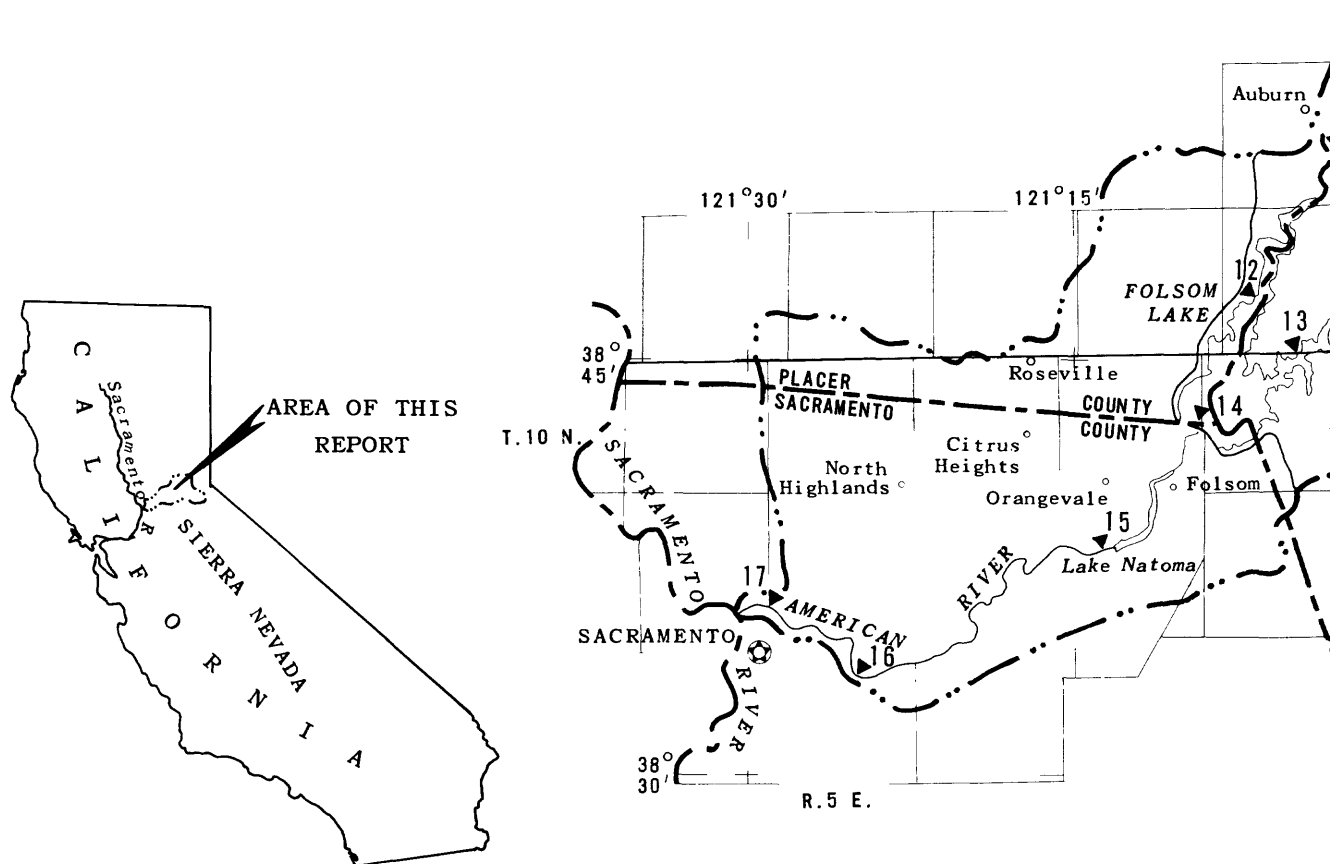 CALIFORNIA
Sacramento R
SIERRA NEVADA
AREA OF THIS
REPORT
Auburn
121°30′
121°15′
12
FOLSOM
LAKE
13
38°
45′
PLACER
SACRAMENTO
COUNTY
COUNTY
Roseville
14
T.10 N.
SACRAMENTO
Citrus
Heights
North
Highlands
Orangevale
Folsom
15
Lake Natoma
17
AMERICAN
RIVER
SACRAMENTO
16
RIVER
38°
30′
R.5 E.